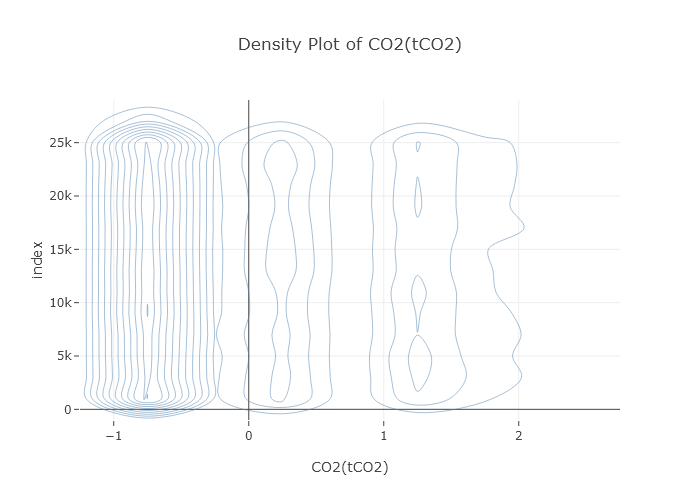 Density Plot of CO2(tCO2)
25k
20k
15k
10k
5k
0
index
−1
0
1
2
CO2(tCO2)